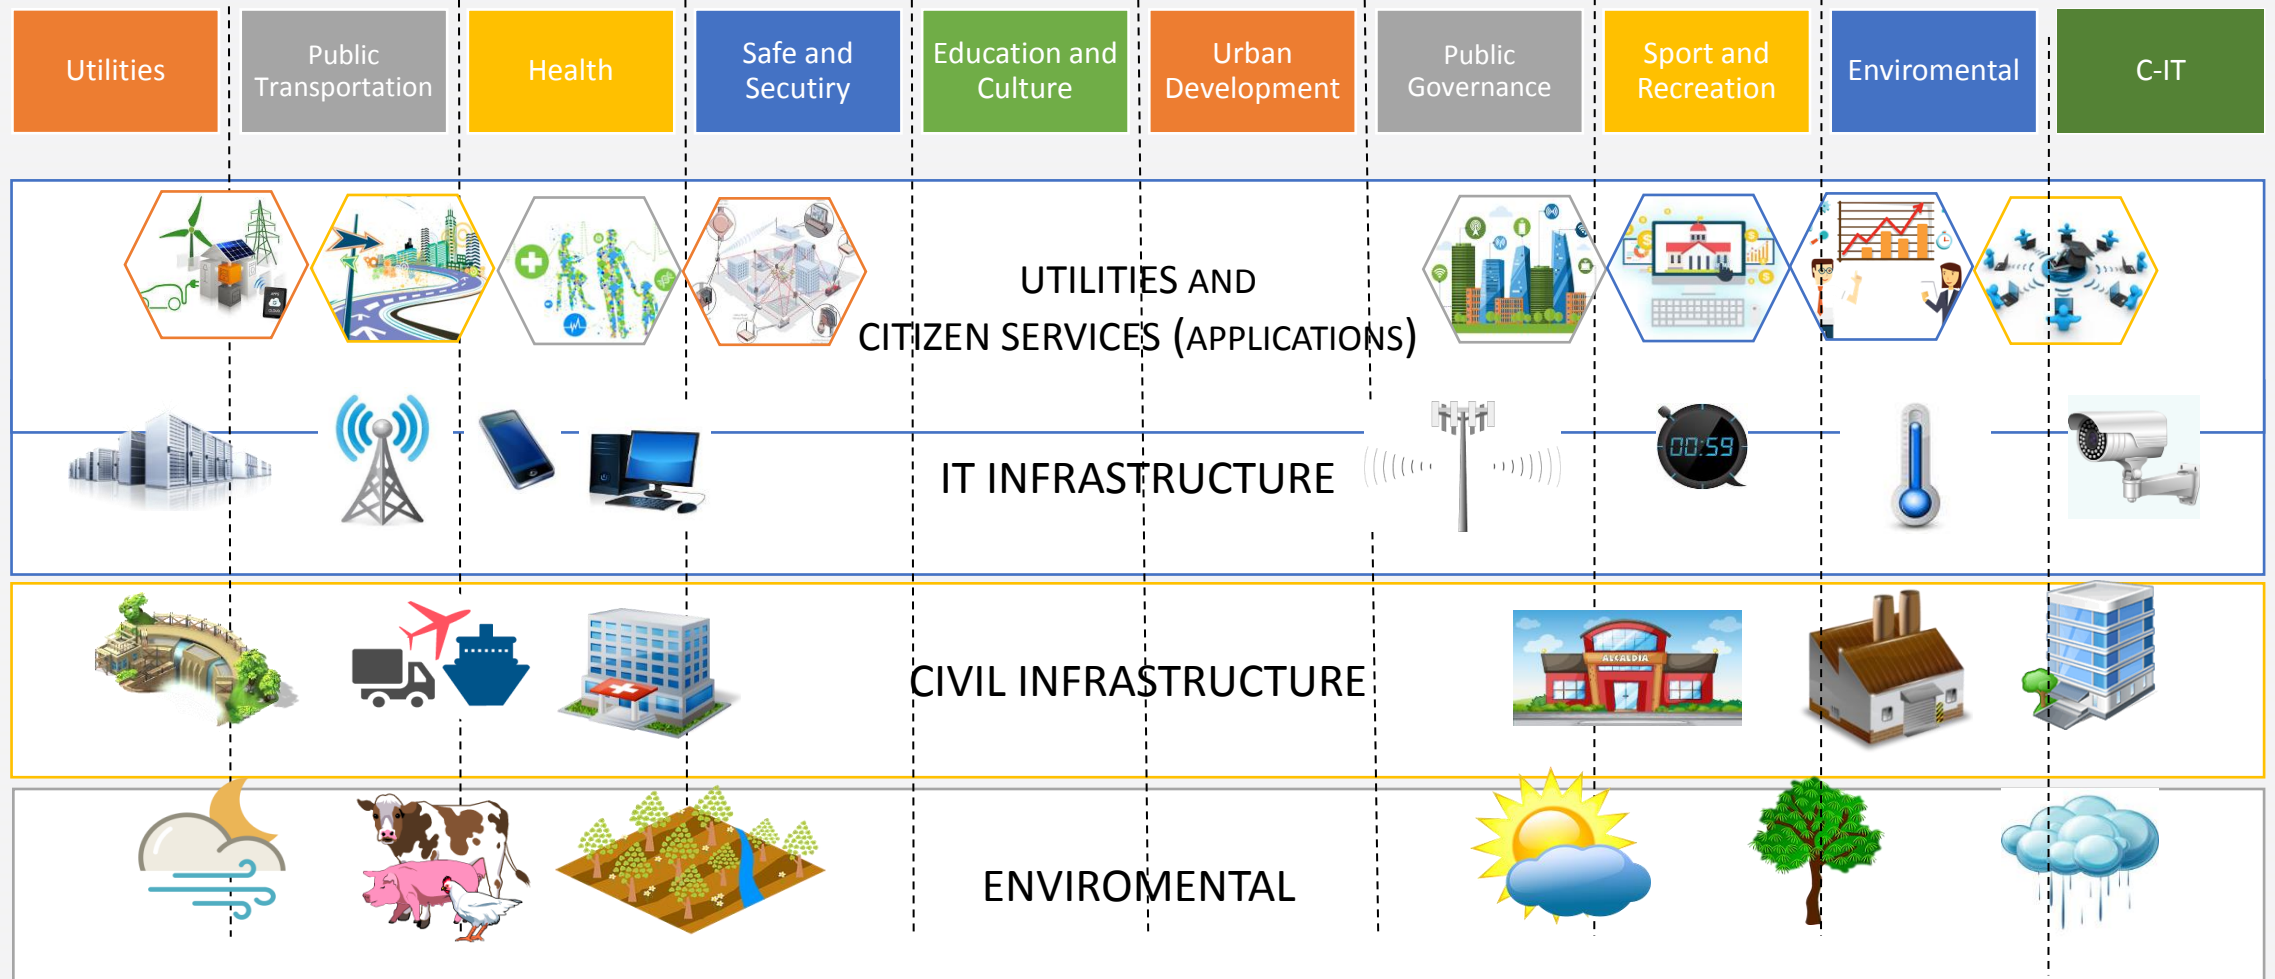 Utilities
Public
Transportation
Health
Safe and
Secutiry
Education and
Culture
Urban
Development
Public
Governance
Sport and
Recreation
Enviromental
C-IT
UTILITIES AND
CITIZEN SERVICES (APPLICATIONS)
IT INFRASTRUCTURE
00:59
CIVIL INFRASTRUCTURE
ALCALDIA
ENVIROMENTAL